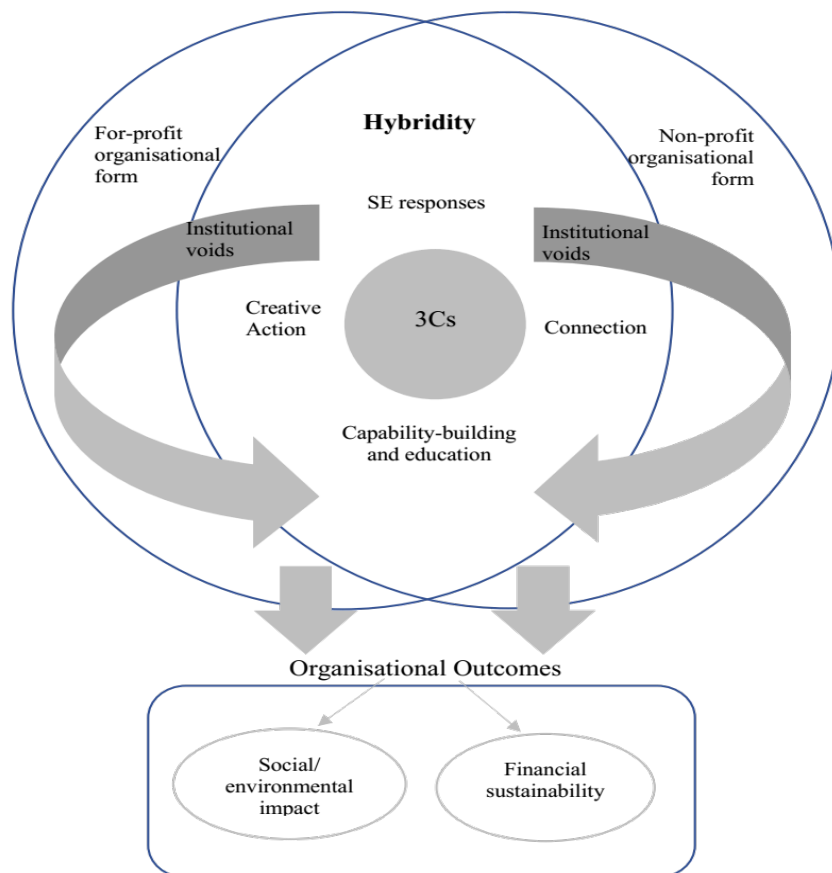 Hybridity
For-profit
organisational
form
Non-profit
organisational
form
SE responses
Institutional
voids
Institutional
voids
Creative
Action
3Cs
Connection
Capability-building
and education
Organisational Outcomes
Social/
environmental
impact
Financial
sustainability